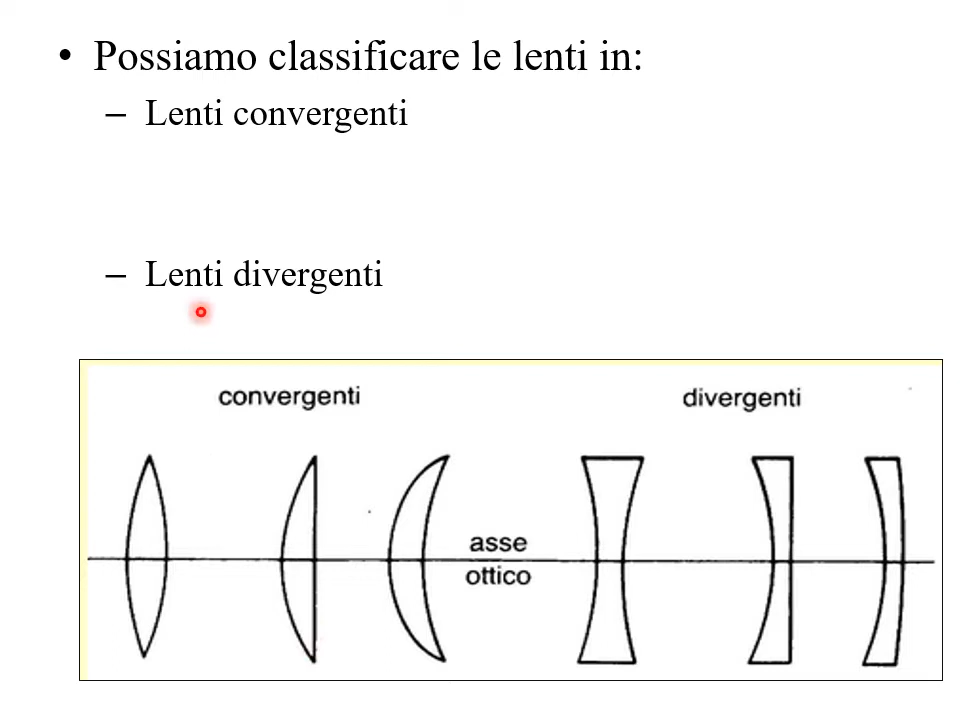 • Possiamo classificare le lenti in:
– Lenti convergenti
– Lenti divergenti
convergenti
divergenti
asse
ottico